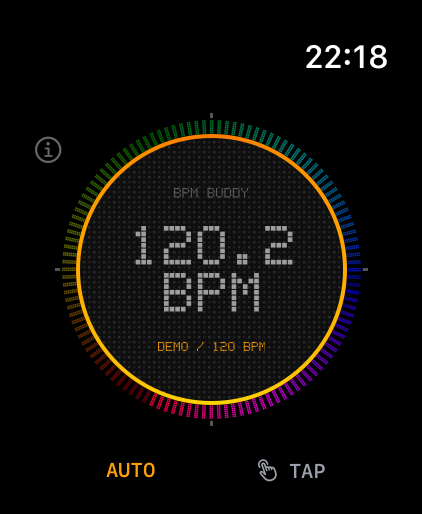 22:18
BPM BUDDY
120.2
BPM
DEMO / 120 BPM
AUTO
TAP